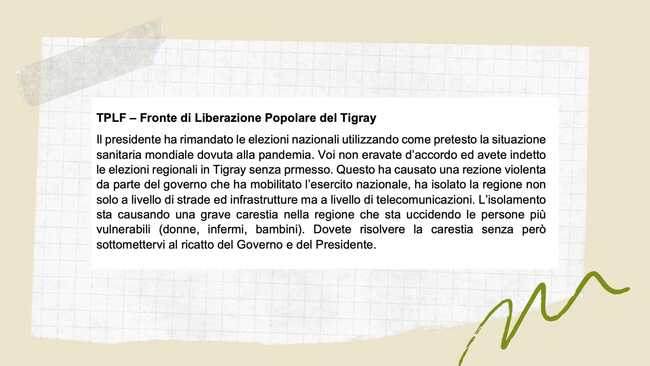 TPLF – Fronte di Liberazione Popolare del Tigray
Il presidente ha rimandato le elezioni nazionali utilizzando come pretesto la situazione
sanitaria mondiale dovuta alla pandemia. Voi non eravate d’accordo ed avete indetto
le elezioni regionali in Tigray senza prmesso. Questo ha causato una rezione violenta
da parte del governo che ha mobilitato l’esercito nazionale, ha isolato la regione non
solo a livello di strade ed infrastrutture ma a livello di telecomunicazioni. L’isolamento
sta causando una grave carestia nella regione che sta uccidendo le persone più
vulnerabili (donne, infermi, bambini). Dovete risolvere la carestia senza però
sottomettervi al ricatto del Governo e del Presidente.